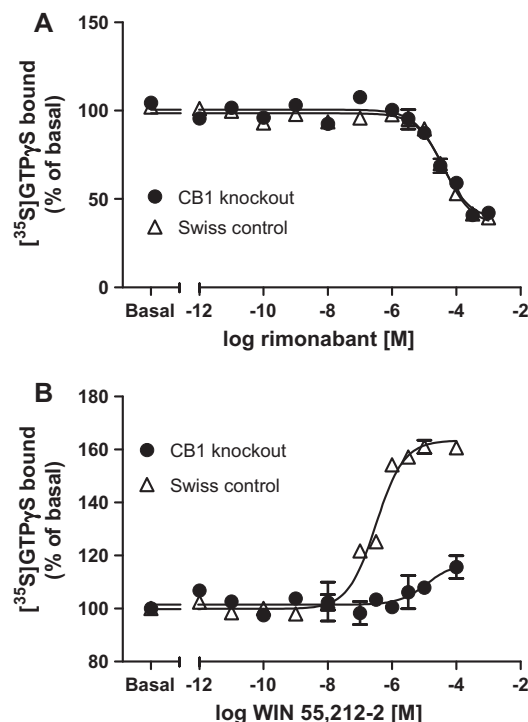 A
150
100
50
0
[³⁵S]GTPγS bound
(% of basal)
CB1 knockout
Swiss control
Basal -12 -10 -8 -6 -4 -2
log rimonabant [M]
B
180
160
140
120
100
80
[³⁵S]GTPγS bound
(% of basal)
CB1 knockout
Swiss control
Basal -12 -10 -8 -6 -4 -2
log WIN 55,212-2 [M]